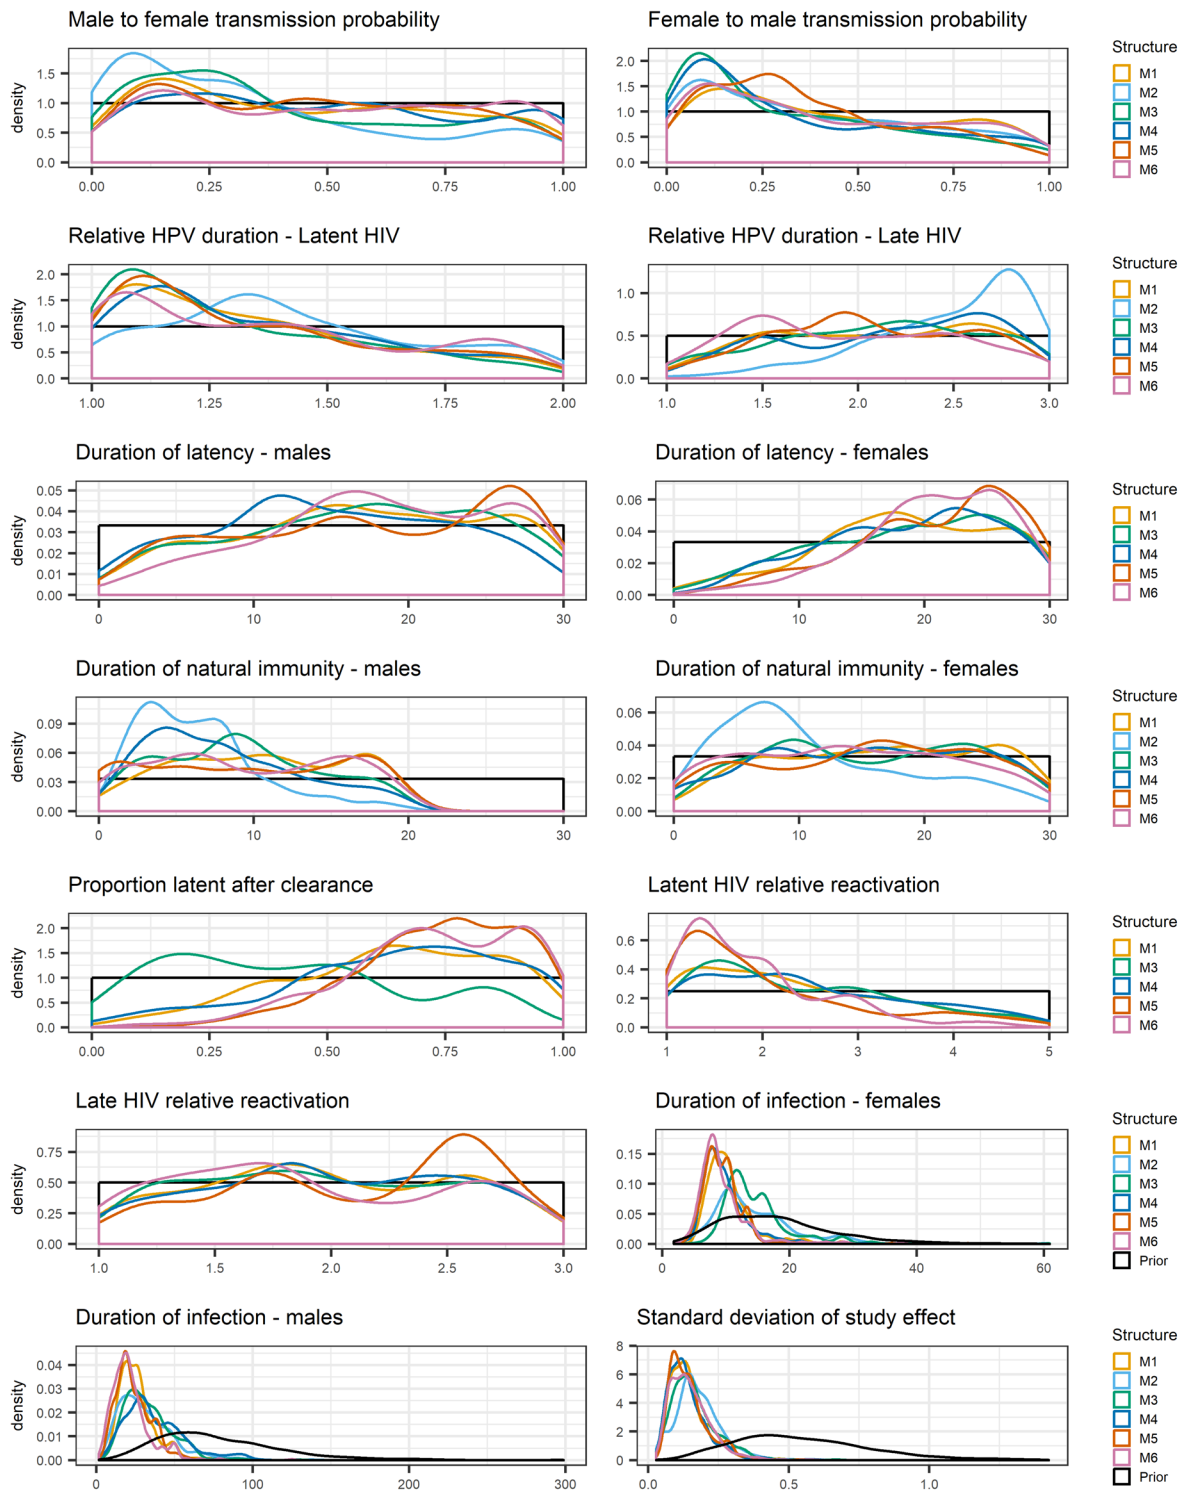 Male to female transmission probability
Female to male transmission probability
Structure
density
1.5
1.0
0.5
0.0
0.00 0.25 0.50 0.75 1.00
2.0
1.5
1.0
0.5
0.0
0.00 0.25 0.50 0.75 1.00
M1
M2
M3
M4
M5
M6
Relative HPV duration - Latent HIV
Relative HPV duration - Late HIV
Structure
density
2.0
1.5
1.0
0.5
0.0
1.00 1.25 1.50 1.75 2.00
1.0
0.5
0.0
1.0 1.5 2.0 2.5 3.0
M1
M2
M3
M4
M5
M6
Duration of latency - males
Duration of latency - females
Structure
density
0.05
0.04
0.03
0.02
0.01
0.00
0 10 20 30
0.06
0.04
0.02
0.00
0 10 20 30
M1
M3
M4
M5
M6
Duration of natural immunity - males
Duration of natural immunity - females
Structure
density
0.09
0.06
0.03
0.00
0 10 20 30
0.06
0.04
0.02
0.00
0 10 20 30
M1
M2
M3
M4
M5
M6
Proportion latent after clearance
Latent HIV relative reactivation
Structure
density
2.0
1.5
1.0
0.5
0.0
0.00 0.25 0.50 0.75 1.00
0.6
0.4
0.2
0.0
1 2 3 4 5
M1
M3
M4
M5
M6
Late HIV relative reactivation
Duration of infection - females
Structure
density
0.75
0.50
0.25
0.00
1.0 1.5 2.0 2.5 3.0
0.15
0.10
0.05
0.00
0 20 40 60
M1
M2
M3
M4
M5
M6
Prior
Duration of infection - males
Standard deviation of study effect
Structure
density
0.04
0.03
0.02
0.01
0.00
0 100 200 300
8
6
4
2
0
0.0 0.5 1.0
M1
M2
M3
M4
M5
M6
Prior